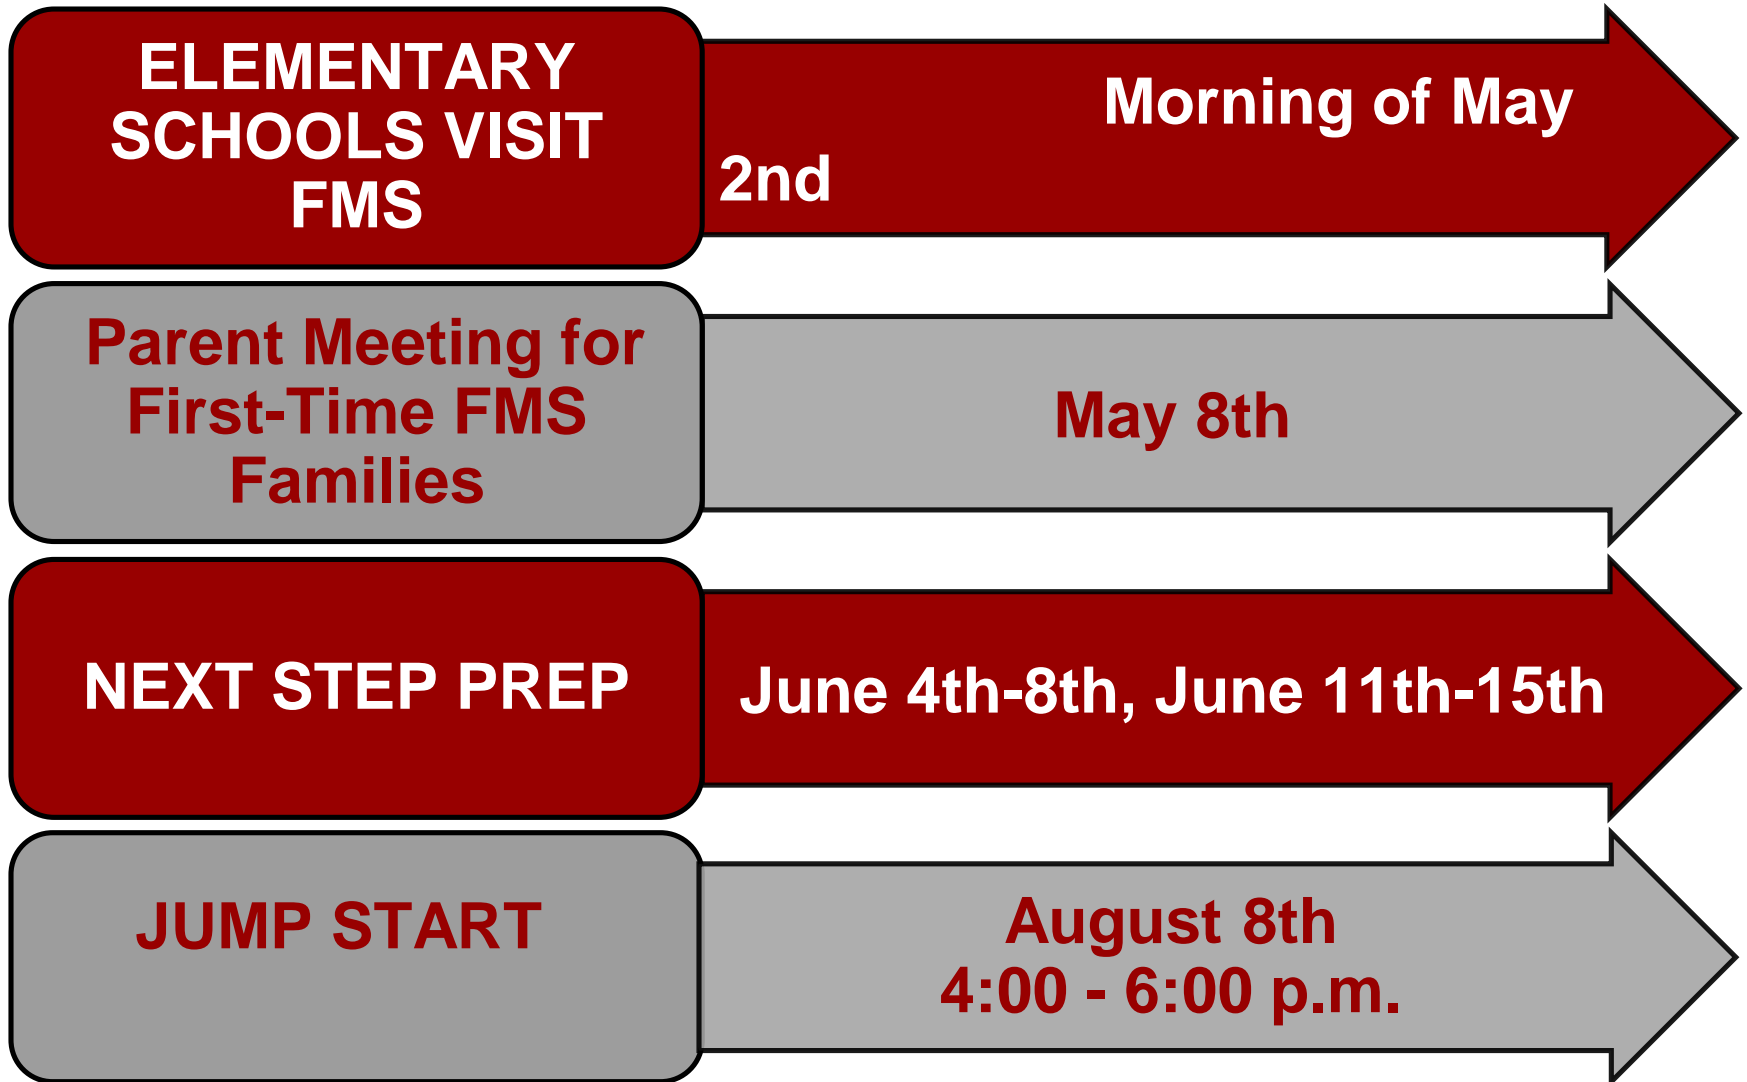 ELEMENTARY
SCHOOLS VISIT
FMS
Morning of May
2nd
Parent Meeting for
First-Time FMS
Families
May 8th
NEXT STEP PREP
June 4th-8th, June 11th-15th
JUMP START
August 8th
4:00 - 6:00 p.m.